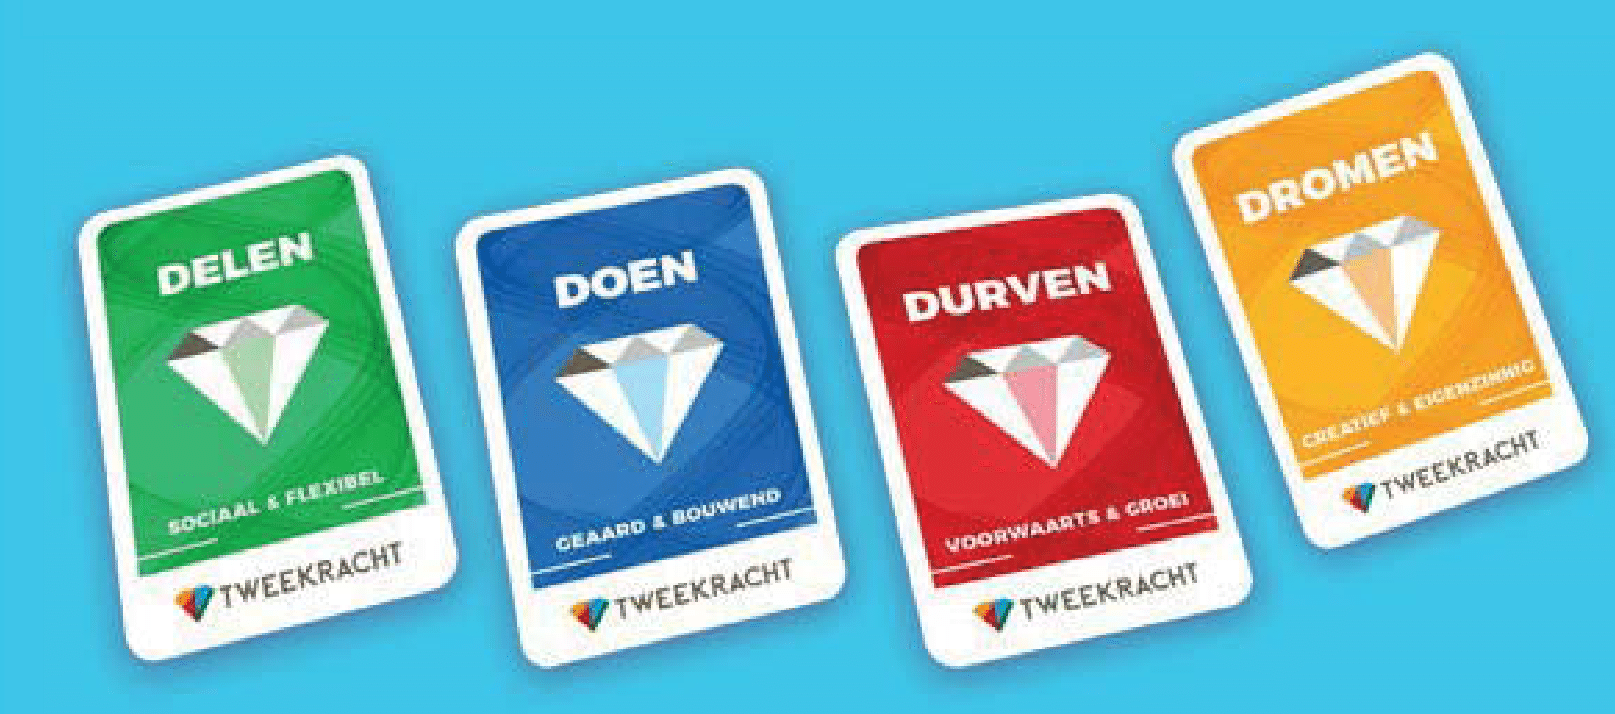 DELEN
SOCIAAL & FLEXIBEL
TWEEKRACHT
DOEN
GEAARD & BOUWEND
TWEEKRACHT
DURVEN
VOORWAARTS & GROEI
TWEEKRACHT
DROMEN
CREATIEF & EIGENZINNIG
TWEEKRACHT